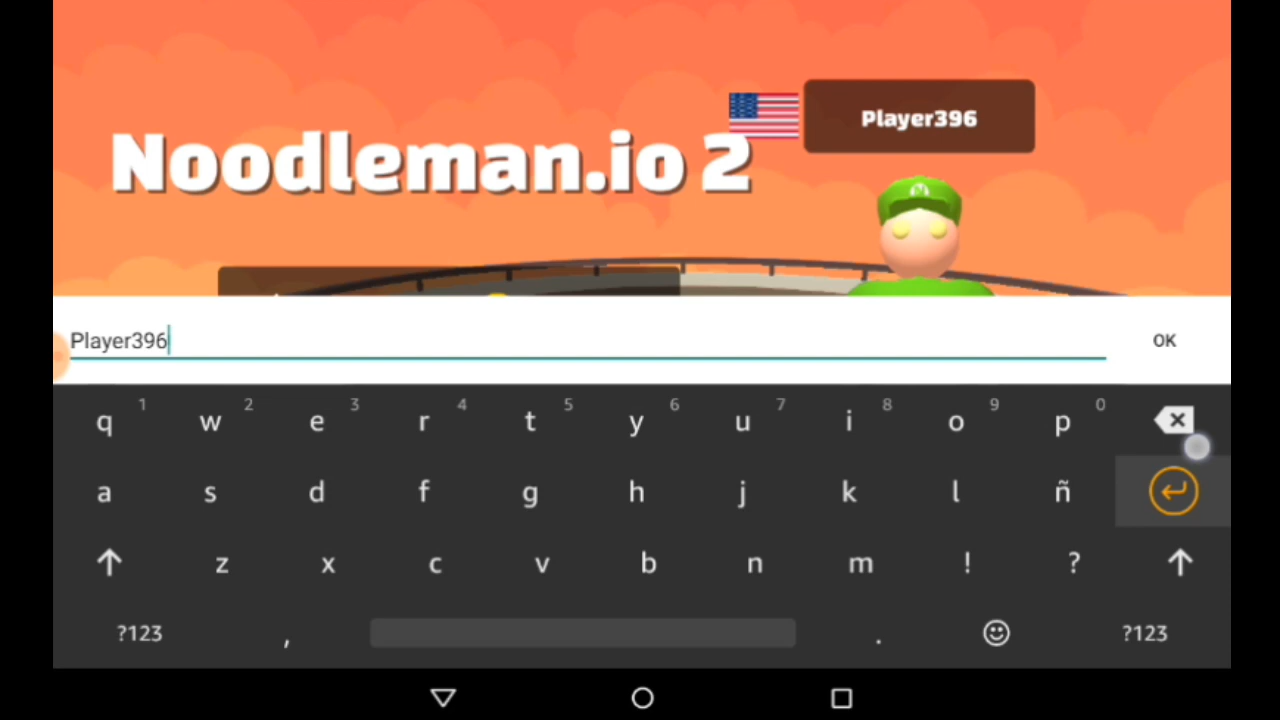 Player396
Noodleman.io 2
M
Player396 OK
q 1 w 2 e 3 r 4 t 5 y 6 u 7 i 8 o 9 p 0
a s d f g h j k l ñ
z x c v b n m ! ?
?123 , . ?123